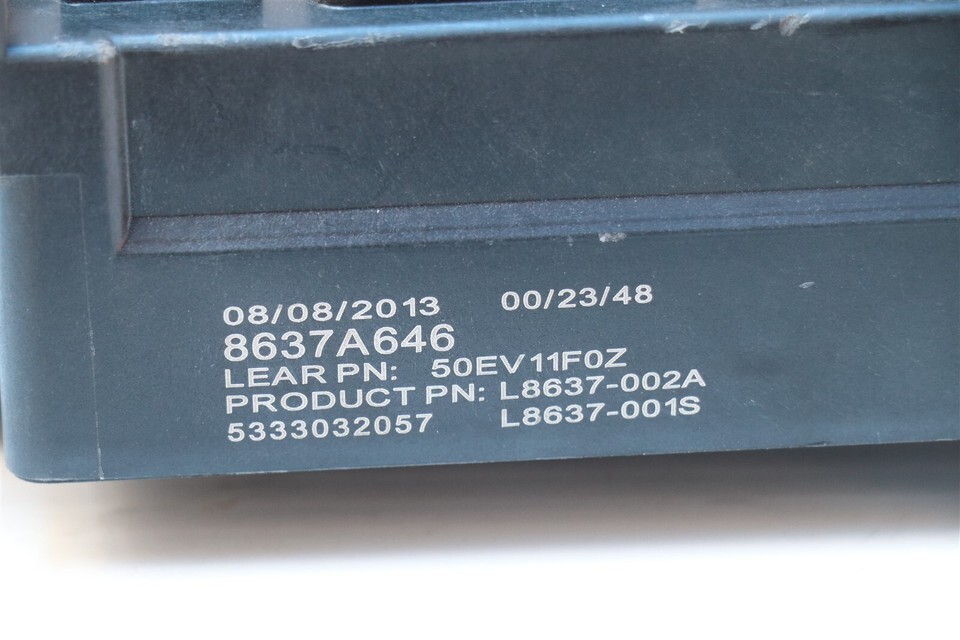 08/08/2013 00/23/48
8637A646
LEAR PN: 50EV11F0Z
PRODUCT PN: L8637-002A
5333032057 L8637-001S